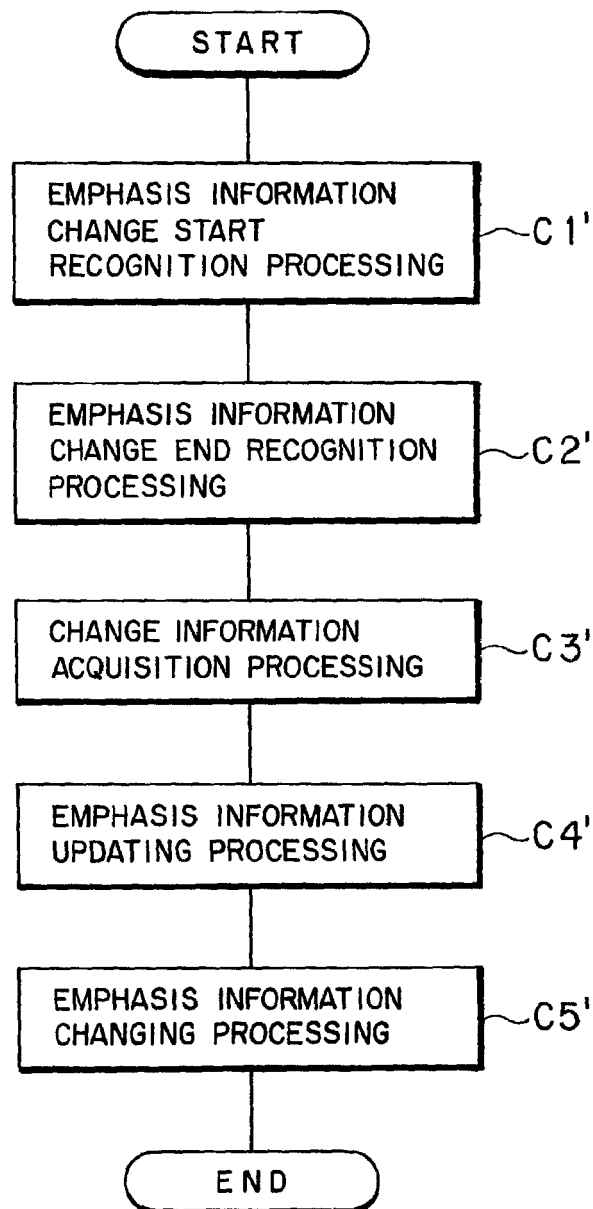 START
EMPHASIS INFORMATION
CHANGE START
RECOGNITION PROCESSING
C1'
EMPHASIS INFORMATION
CHANGE END RECOGNITION
PROCESSING
C2'
CHANGE INFORMATION
ACQUISITION PROCESSING
C3'
EMPHASIS INFORMATION
UPDATING PROCESSING
C4'
EMPHASIS INFORMATION
CHANGING PROCESSING
C5'
END